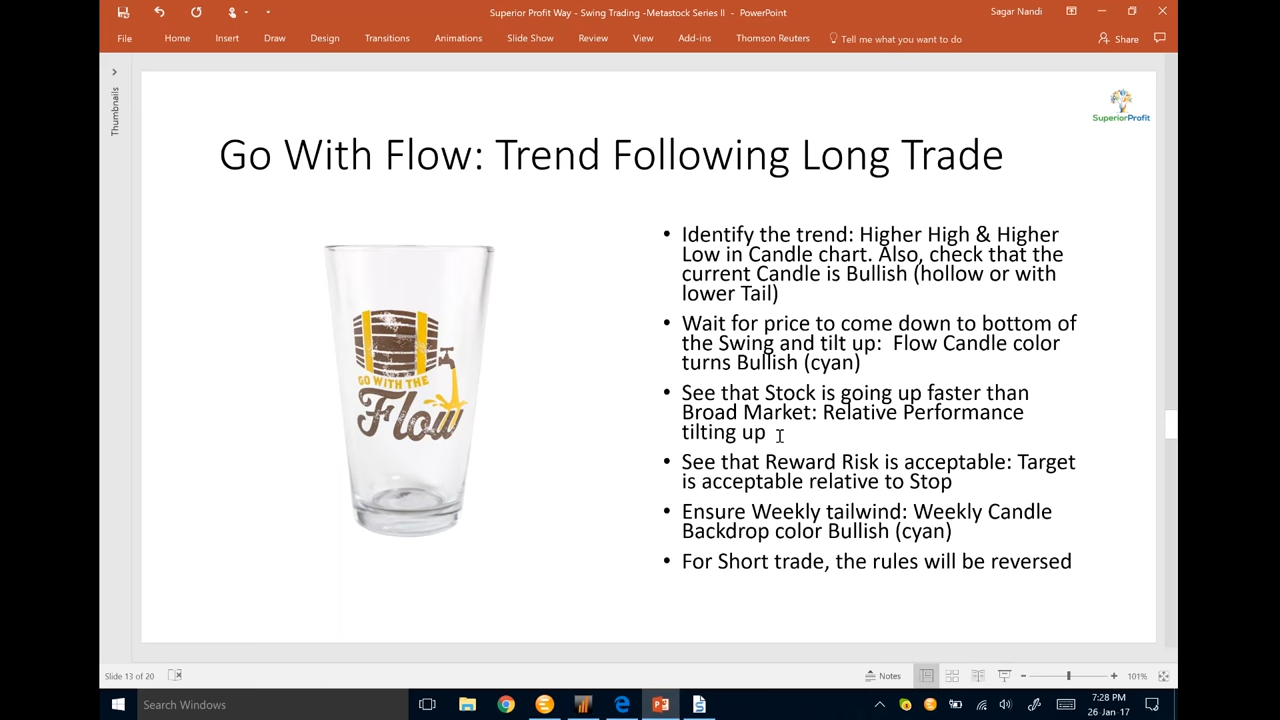 Superior Profit Way - Swing Trading -Metastock Series II - PowerPoint
Sagar Nandi
File Home Insert Draw Design Transitions Animations Slide Show Review View Add-ins Thomson Reuters Tell me what you want to do Share
Thumbnails
SuperiorProfit
Go With Flow: Trend Following Long Trade
GO WITH THE
Flow
• Identify the trend: Higher High & Higher
Low in Candle chart. Also, check that the
current Candle is Bullish (hollow or with
lower Tail)
• Wait for price to come down to bottom of
the Swing and tilt up:  Flow Candle color
turns Bullish (cyan)
• See that Stock is going up faster than
Broad Market: Relative Performance
tilting up
• See that Reward Risk is acceptable: Target
is acceptable relative to Stop
• Ensure Weekly tailwind: Weekly Candle
Backdrop color Bullish (cyan)
• For Short trade, the rules will be reversed
Slide 13 of 20
Notes
101%
Search Windows
7:28 PM
26-Jan-17